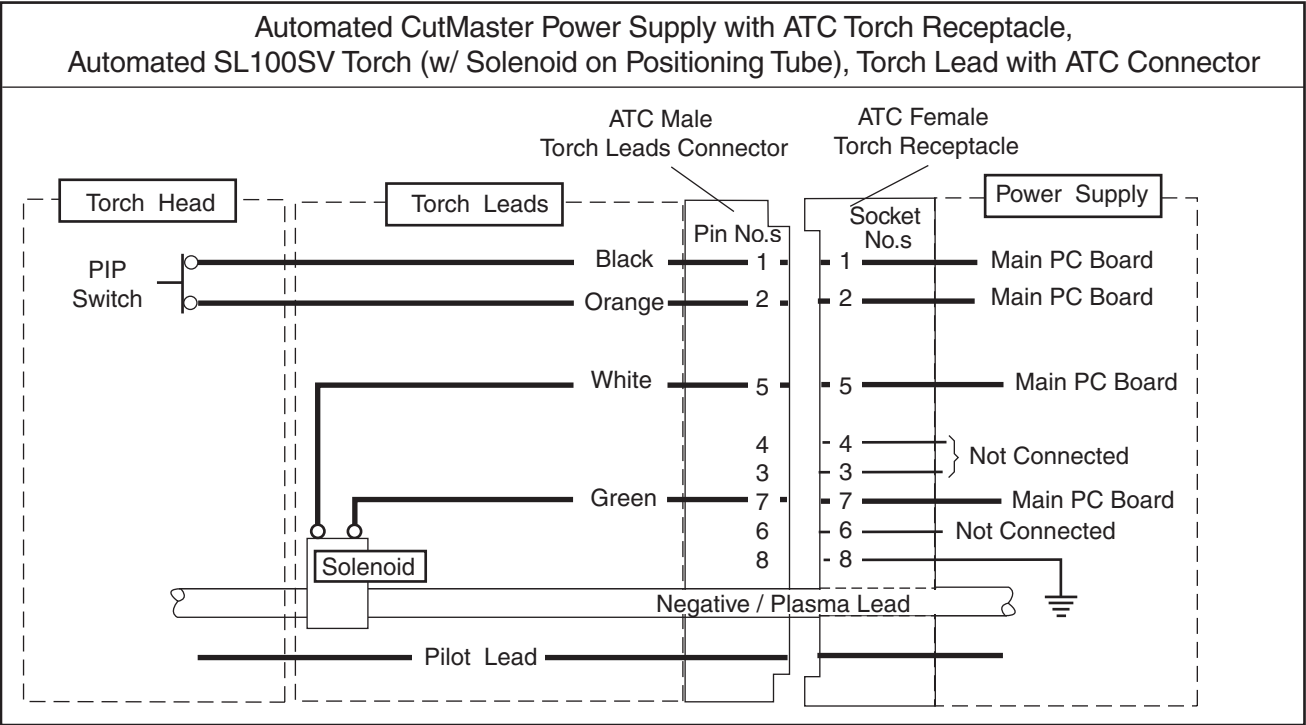 Automated CutMaster Power Supply with ATC Torch Receptacle,
Automated SL100SV Torch (w/ Solenoid on Positioning Tube), Torch Lead with ATC Connector
ATC Male
Torch Leads Connector
ATC Female
Torch Receptacle
Torch Head
Torch Leads
Power Supply
Pin No.s
Socket
No.s
PIP
Switch
Black 1 1 Main PC Board
Orange 2 2 Main PC Board
White 5 5 Main PC Board
4 4
3 3
Not Connected
Green 7 7 Main PC Board
6 6 Not Connected
8 8
Solenoid
Negative / Plasma Lead
Pilot Lead